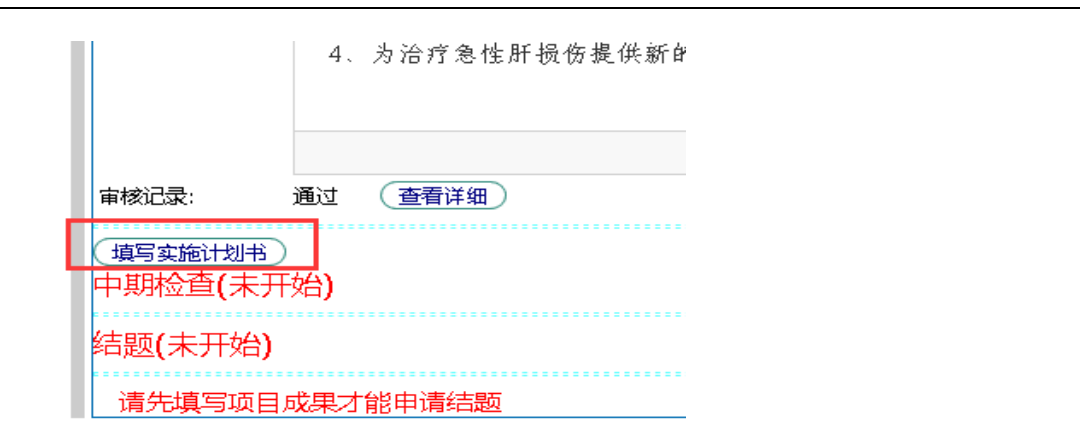 4、为治疗急性肝损伤提供新的
审核记录: 通过 查看详细
填写实施计划书
中期检查(未开始)
结题(未开始)
请先填写项目成果才能申请结题